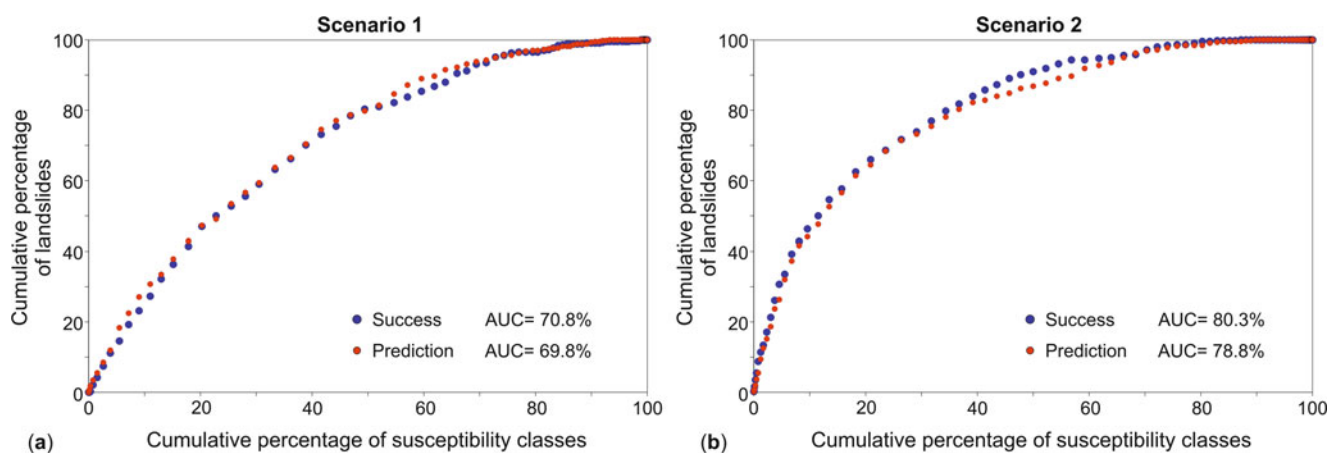 Scenario 1
100
80
60
40
20
0
Cumulative percentage
of landslides
Success AUC= 70.8%
Prediction AUC= 69.8%
0 20 40 60 80 100
(a) Cumulative percentage of susceptibility classes
Scenario 2
100
80
60
40
20
0
Cumulative percentage
of landslides
Success AUC= 80.3%
Prediction AUC= 78.8%
0 20 40 60 80 100
(b) Cumulative percentage of susceptibility classes